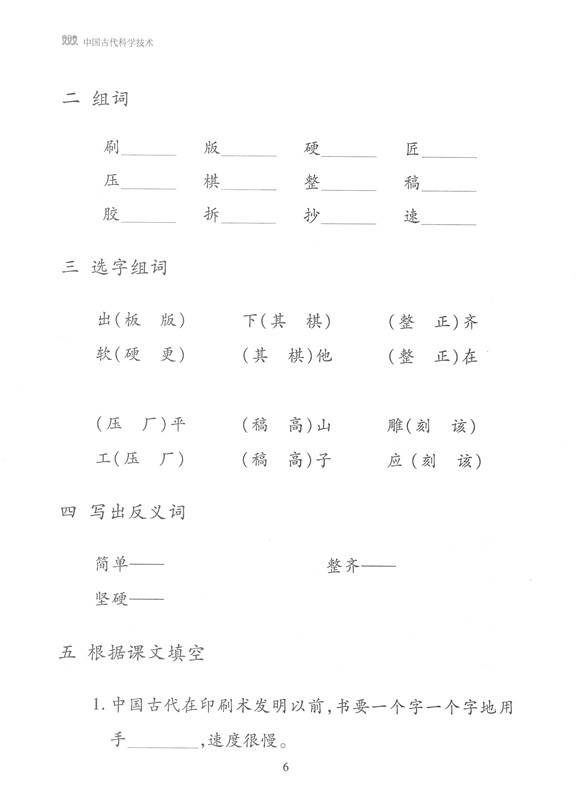 中国古代科学技术
二 组词
刷______ 版______ 硬______ 匠______
压______ 棋______ 整______ 稿______
胶______ 拆______ 抄______ 速______
三 选字组词
出(板 版) 下(其 棋) (整 正)齐
软(硬 更) (其 棋)他 (整 正)在
(压 厂)平 (稿 高)山 雕(刻 该)
工(压 厂) (稿 高)子 应(刻 该)
四 写出反义词
简单—— 整齐——
坚硬——
五 根据课文填空
1. 中国古代在印刷术发明以前,书要一个字一个字地用
手________,速度很慢。
6